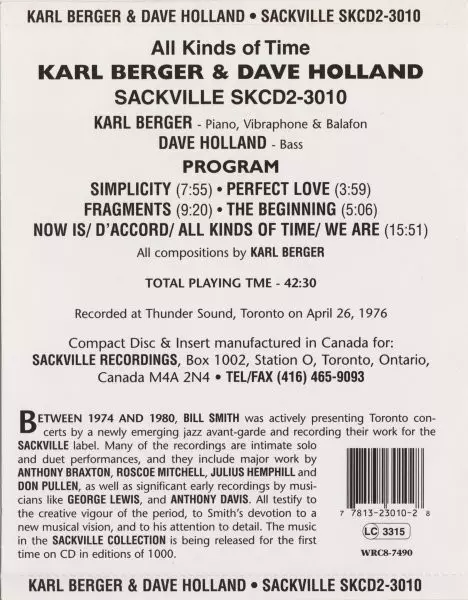 KARL BERGER & DAVE HOLLAND • SACKVILLE SKCD2-3010
All Kinds of Time
KARL BERGER & DAVE HOLLAND
SACKVILLE SKCD2-3010
KARL BERGER - Piano, Vibraphone & Balafon
DAVE HOLLAND - Bass
PROGRAM
SIMPLICITY (7:55) • PERFECT LOVE (3:59)
FRAGMENTS (9:20) • THE BEGINNING (5:06)
NOW IS/ D'ACCORD/ ALL KINDS OF TIME/ WE ARE (15:51)
All compositions by KARL BERGER
TOTAL PLAYING TME - 42:30
Recorded at Thunder Sound, Toronto on April 26, 1976
Compact Disc & Insert manufactured in Canada for:
SACKVILLE RECORDINGS, Box 1002, Station O, Toronto, Ontario,
Canada M4A 2N4 • TEL/FAX (416) 465-9093
BETWEEN 1974 AND 1980, BILL SMITH was actively presenting Toronto con-
certs by a newly emerging jazz avant-garde and recording their work for the
SACKVILLE label. Many of the recordings are intimate solo
and duet performances, and they include major work by
ANTHONY BRAXTON, ROSCOE MITCHELL, JULIUS HEMPHILL and
DON PULLEN, as well as significant early recordings by musi-
cians like GEORGE LEWIS, and ANTHONY DAVIS. All testify to
the creative vigour of the period, to Smith's devotion to a
new musical vision, and to his attention to detail. The music
in the SACKVILLE COLLECTION is being released for the first
time on CD in editions of 1000.
7 7813-23010-2 8
LC 3315
WRC8-7490
KARL BERGER & DAVE HOLLAND • SACKVILLE SKCD2-3010